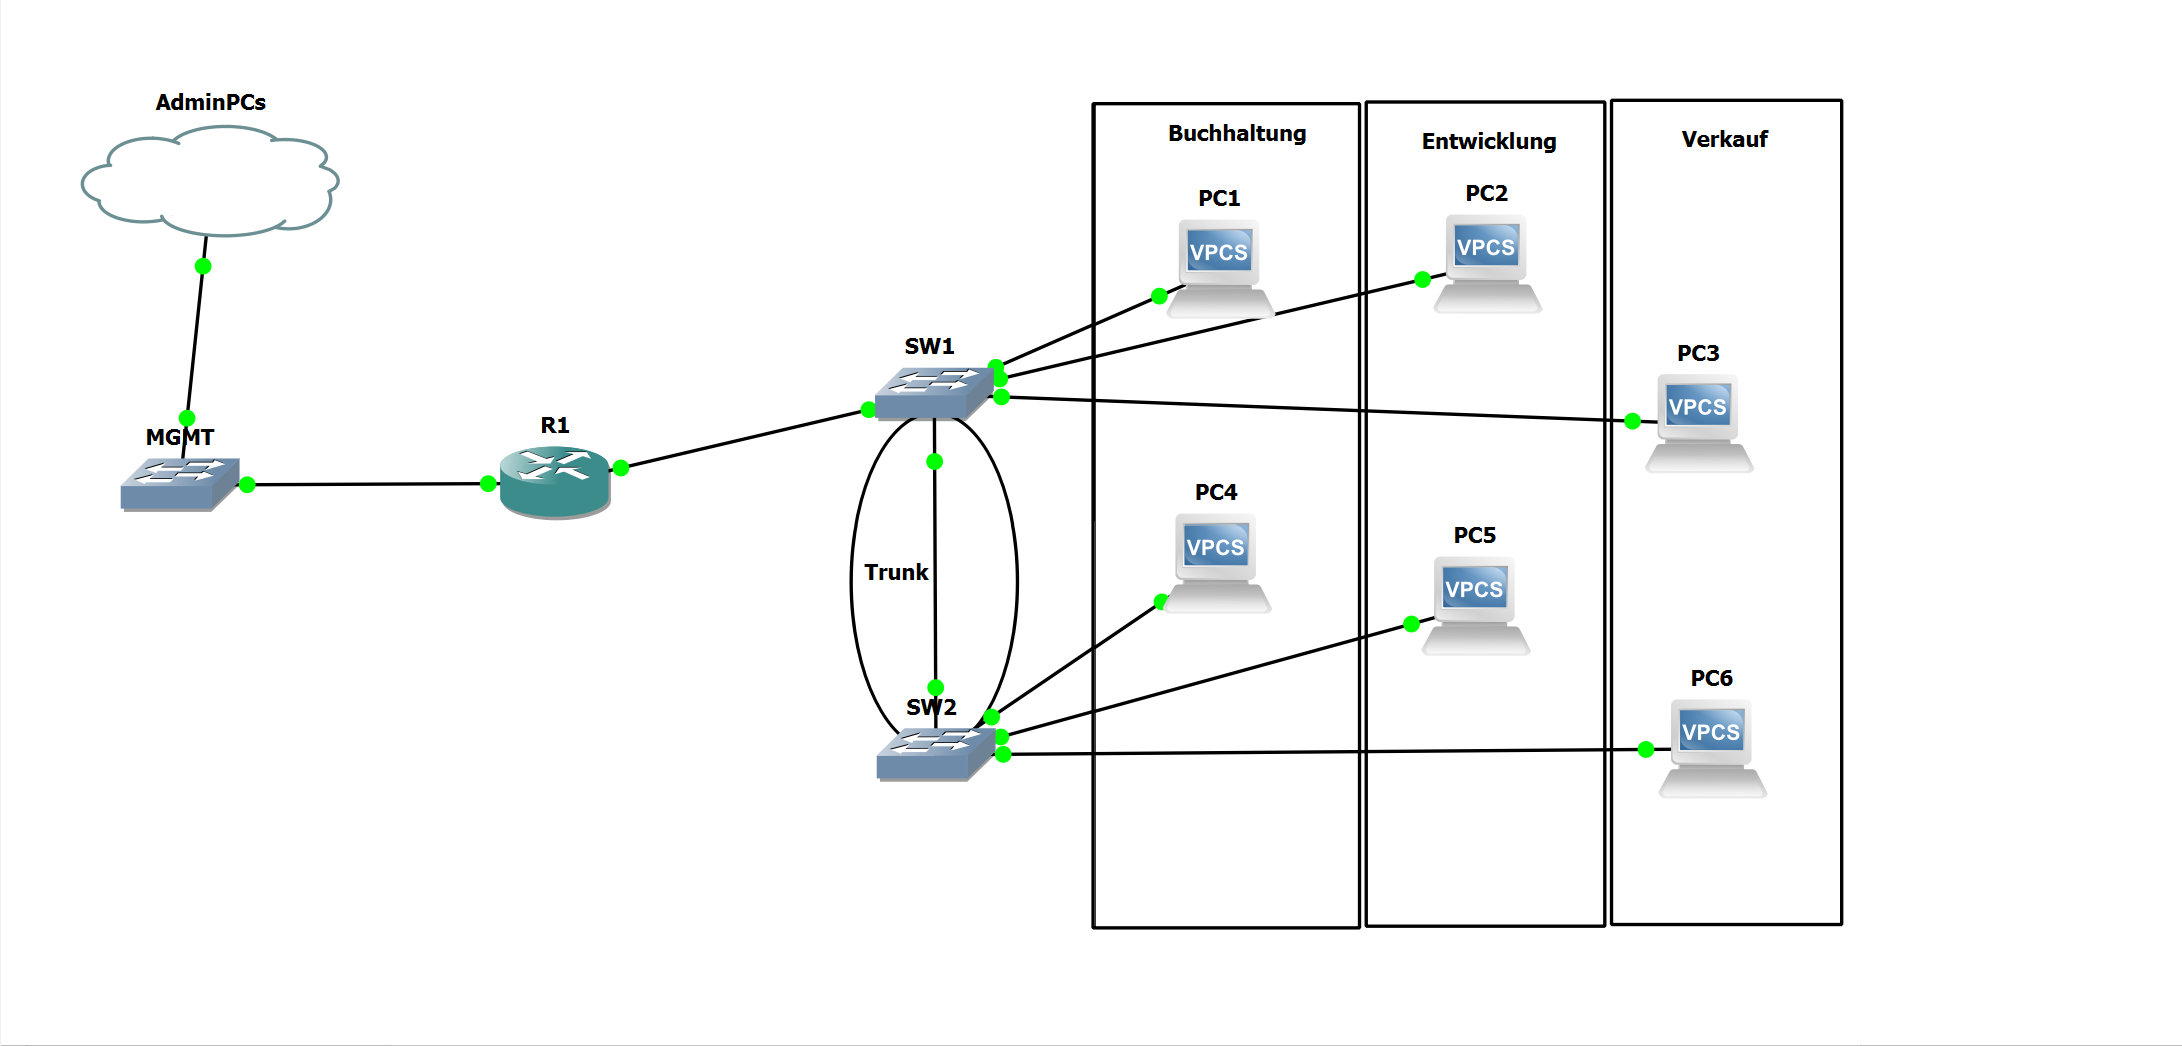 AdminPCs
Buchhaltung
Entwicklung
Verkauf
PC1
VPCS
PC2
VPCS
PC3
VPCS
SW1
MGMT
R1
PC4
VPCS
PC5
VPCS
Trunk
PC6
VPCS
SW2